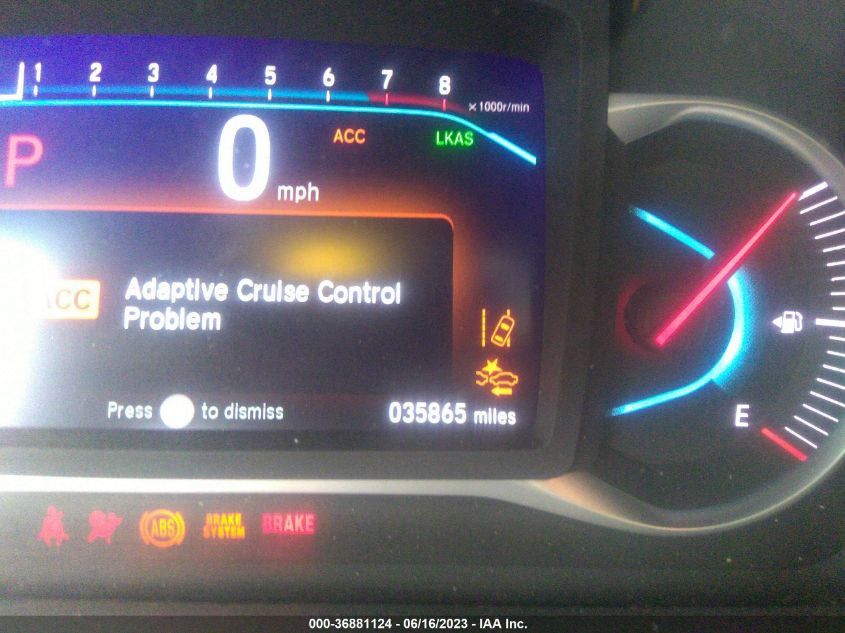 1 2 3 4 5 6 7 8
x 1000r/min
P
0 mph
ACC
LKAS
ACC
Adaptive Cruise Control
Problem
Press to dismiss
035865 miles
E
ABS
BRAKE
SYSTEM
BRAKE
000-36881124 - 06/16/2023 - IAA Inc.